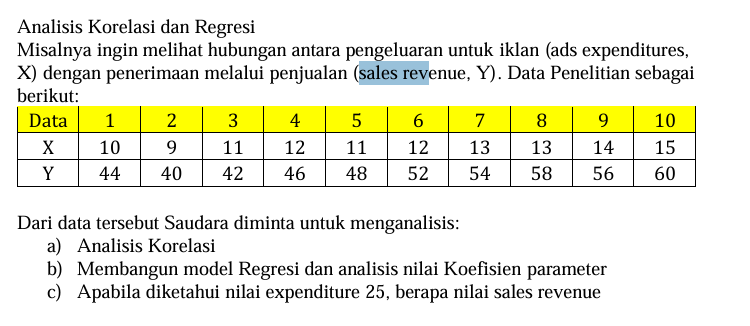 Analisis Korelasi dan Regresi
Misalnya ingin melihat hubungan antara pengeluaran untuk iklan (ads expenditures,
X) dengan penerimaan melalui penjualan (sales revenue, Y). Data Penelitian sebagai
berikut:
Data 1 2 3 4 5 6 7 8 9 10
X 10 9 11 12 11 12 13 13 14 15
Y 44 40 42 46 48 52 54 58 56 60
Dari data tersebut Saudara diminta untuk menganalisis:
a) Analisis Korelasi
b) Membangun model Regresi dan analisis nilai Koefisien parameter
c) Apabila diketahui nilai expenditure 25, berapa nilai sales revenue